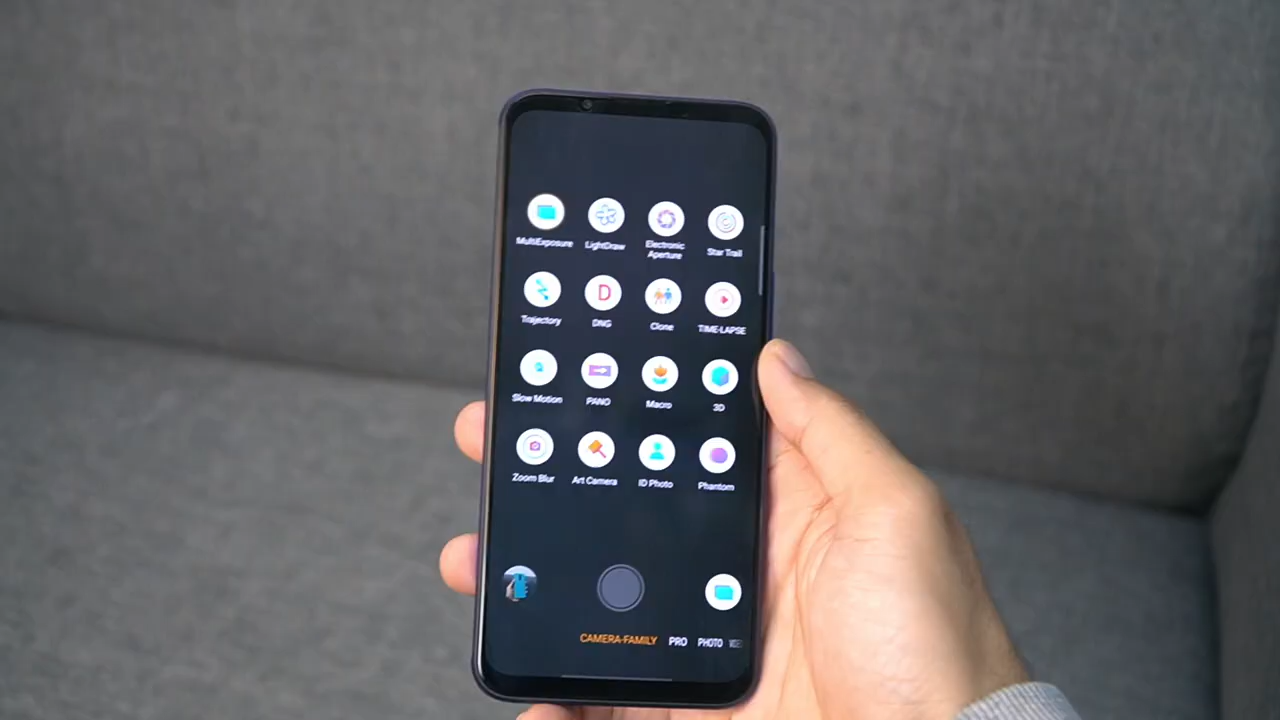 MultiExposure
LightDraw
Electronic
Aperture
Star Trail
Trajectory
DNG
Clone
TIME-LAPSE
Slow Motion
PANO
Macro
3D
Zoom Blur
Art Camera
ID Photo
Phantom
CAMERA-FAMILY PRO PHOTO